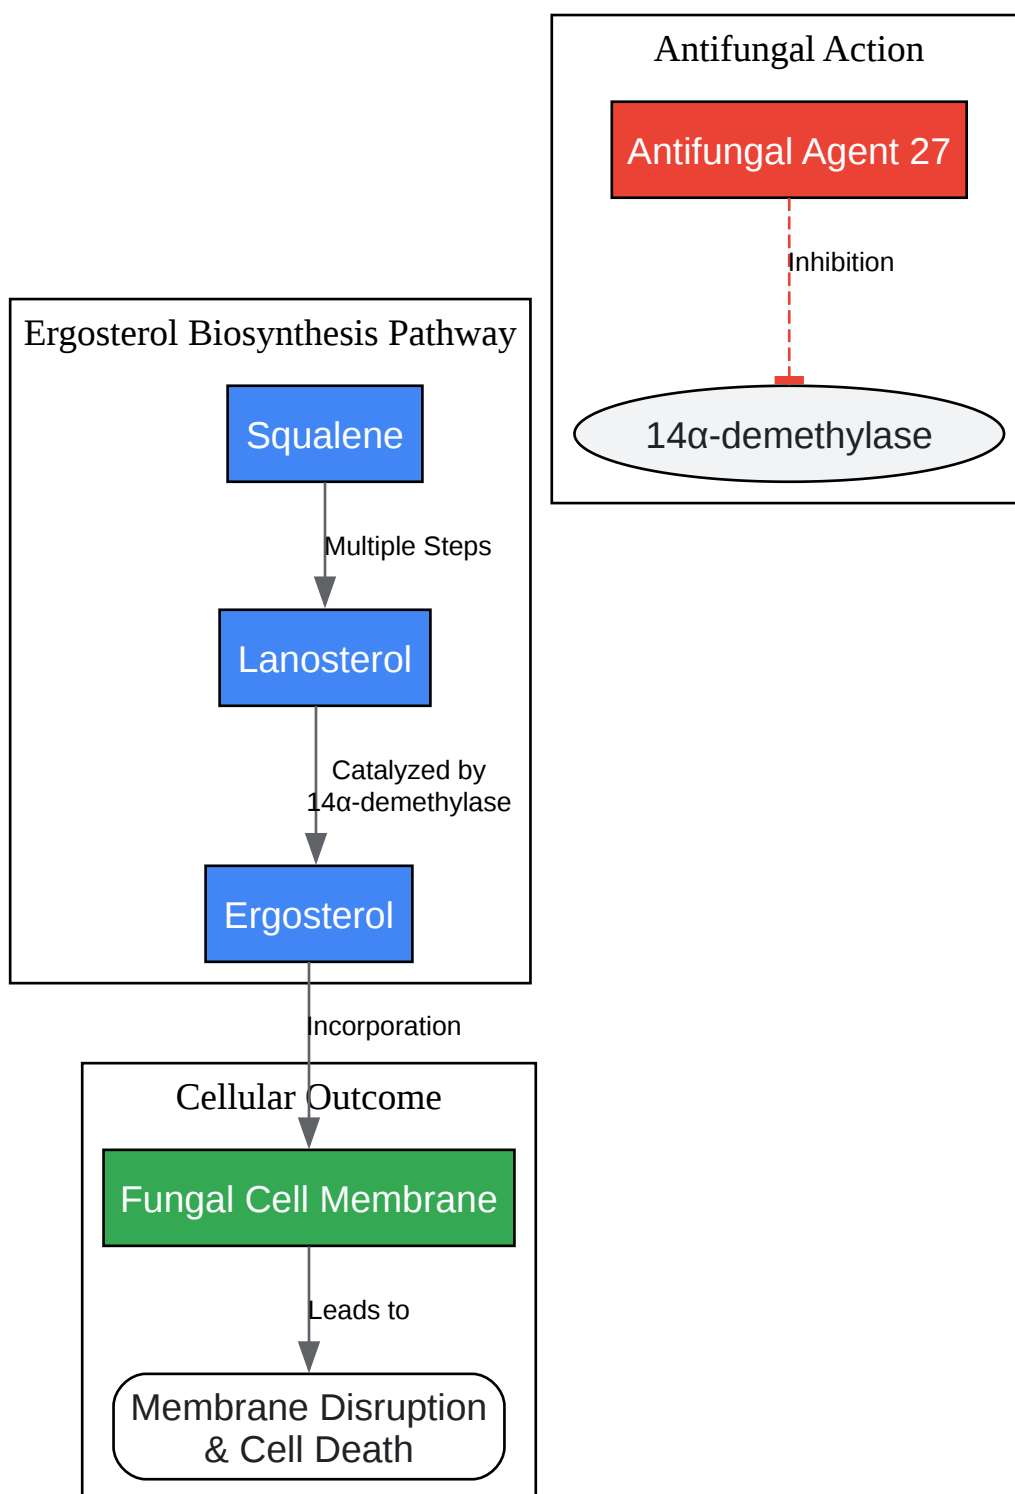 Antifungal Action
Antifungal Agent 27
Inhibition
14α-demethylase
Ergosterol Biosynthesis Pathway
Squalene
Multiple Steps
Lanosterol
Catalyzed by
14α-demethylase
Ergosterol
Incorporation
Cellular Outcome
Fungal Cell Membrane
Leads to
Membrane Disruption
& Cell Death